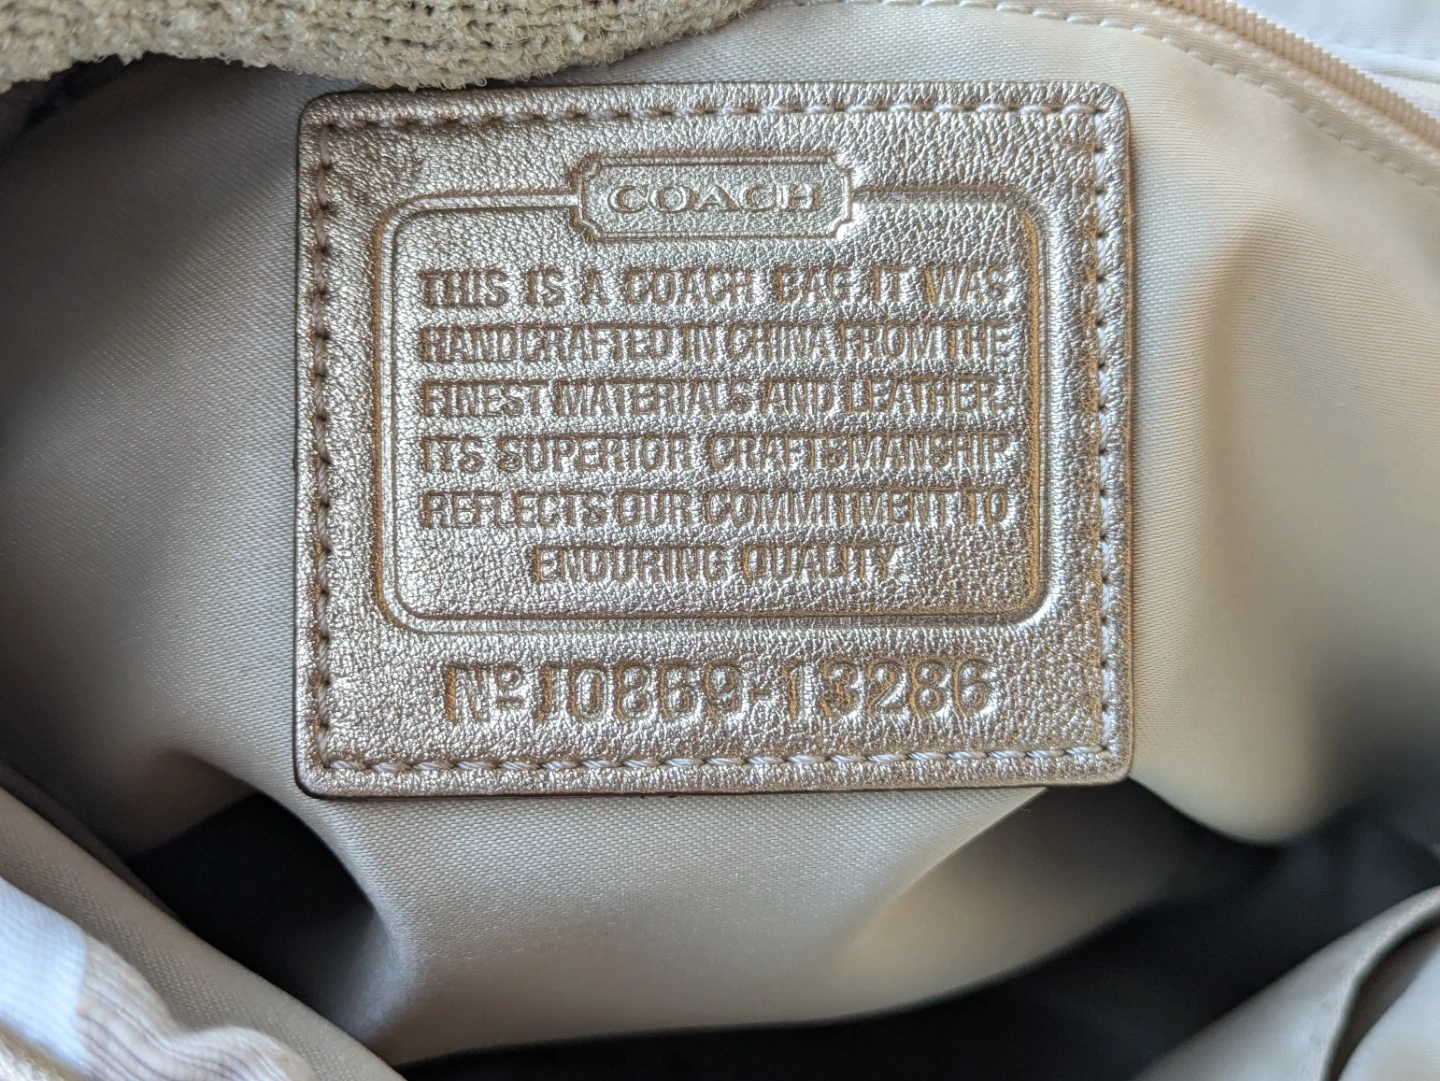 COACH
THIS IS A COACH BAG. IT WAS
HANDCRAFTED IN CHINA FROM THE
FINEST MATERIALS AND LEATHER.
ITS SUPERIOR CRAFTSMANSHIP
REFLECTS OUR COMMITMENT TO
ENDURING QUALITY.
Nº J0869-13286